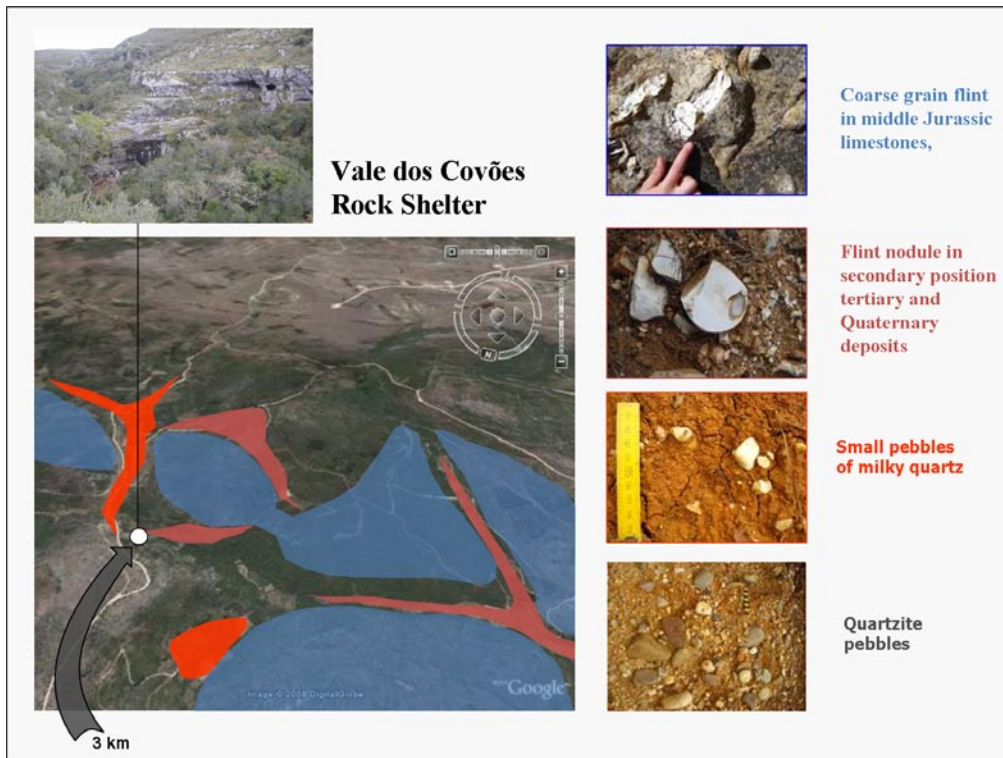 Vale dos Covões
Rock Shelter
Coarse grain flint
in middle Jurassic
limestones,
Flint nodule in
secondary position
tertiary and
Quaternary
deposits
Small pebbles
of milky quartz
Quartzite
pebbles
N
Image © 2008 DigitalGlobe
Google
3 km